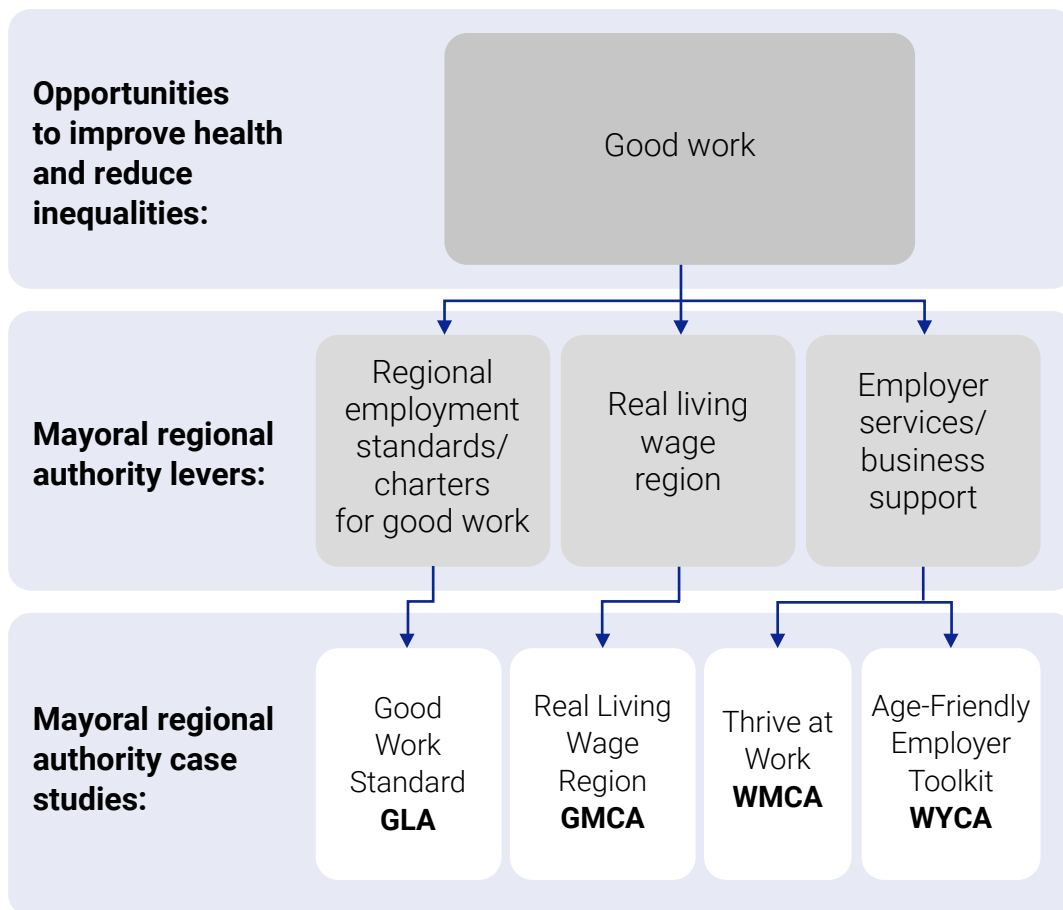 Opportunities
to improve health
and reduce
inequalities:
Good work
Mayoral regional
authority levers:
Regional
employment
standards/
charters
for good work
Real living
wage
region
Employer
services/
business
support
Mayoral regional
authority case
studies:
Good
Work
Standard
GLA
Real Living
Wage
Region
GMCA
Thrive at
Work
WMCA
Age-Friendly
Employer
Toolkit
WYCA